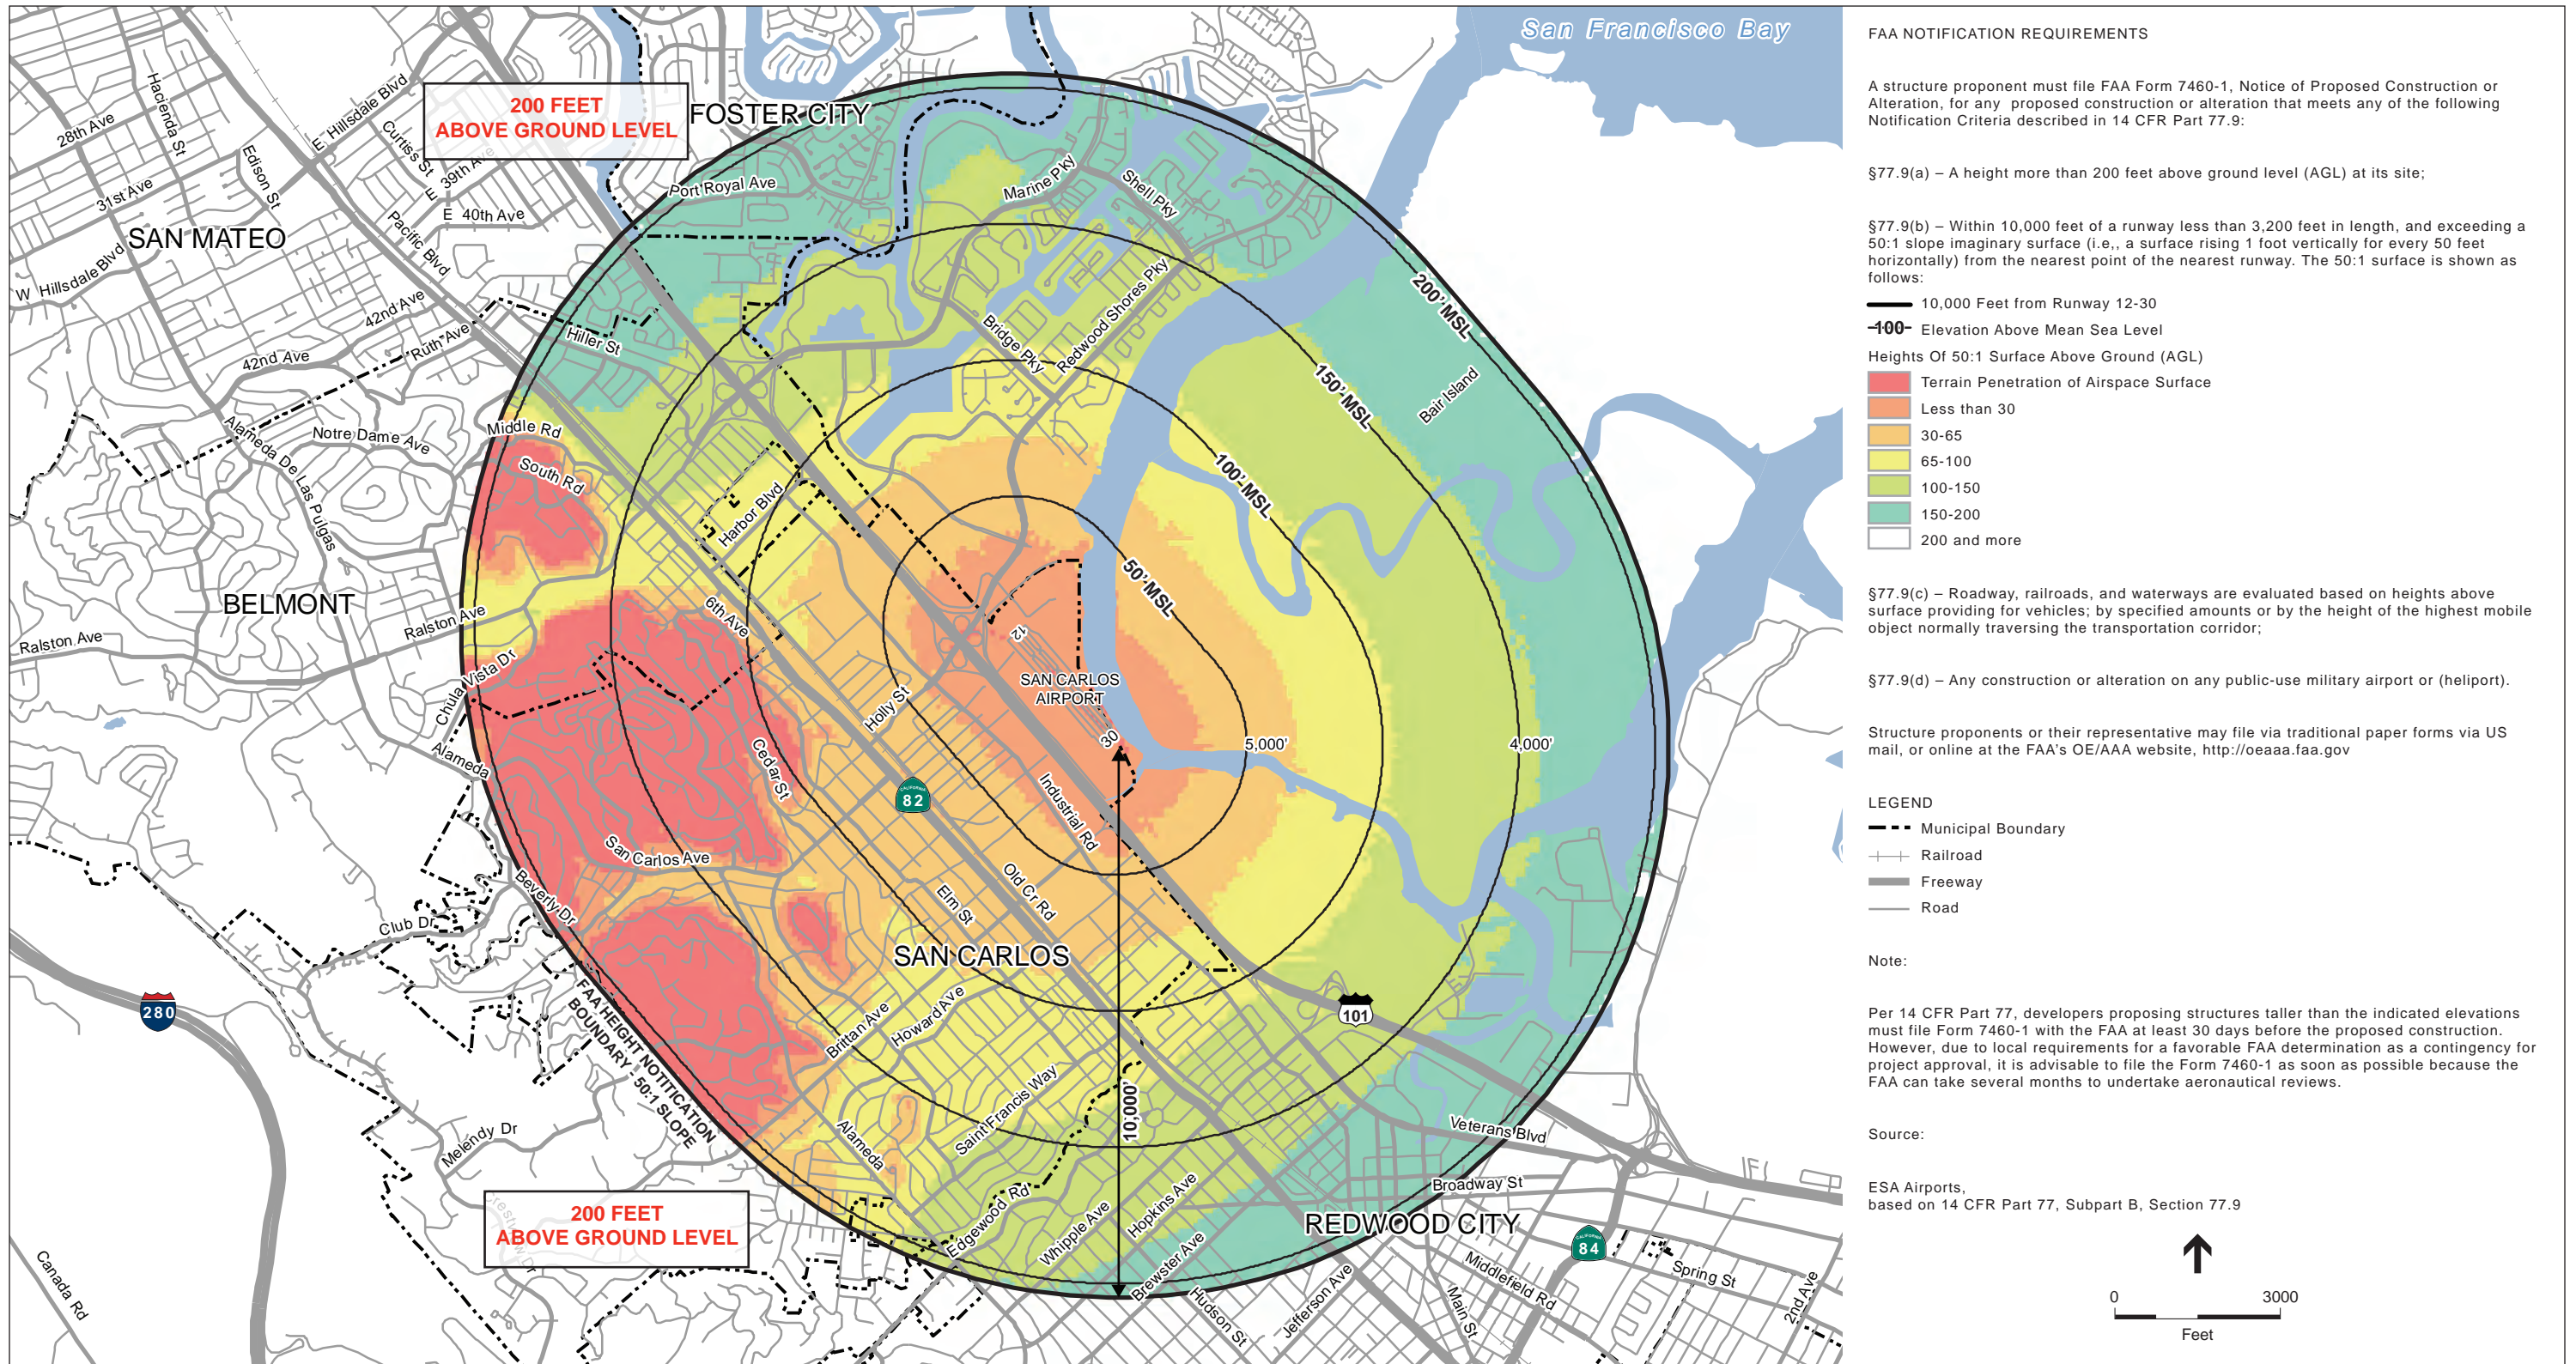 San Francisco Bay
200 FEET
ABOVE GROUND LEVEL
FOSTER CITY
Hacienda St
28th Ave
E Hillsdale Blvd
Curtiss St
E 39th Ave
Edison St
31st Ave
E 40th Ave
Pacific Blvd
SAN MATEO
W Hillsdale Blvd
42nd Ave
Ruth Ave
42nd Ave
Port Royal Ave
Marine Pky
Shell Pky
Hiller St
Bridge Pky
Redwood Shores Pky
200' MSL
150' MSL
100' MSL
50' MSL
Bair Island
Middle Rd
Notre Dame Ave
Alameda De Las Pulgas
South Rd
Harbor Blvd
BELMONT
Ralston Ave
Ralston Ave
6th Ave
12
SAN CARLOS
AIRPORT
30
Chula Vista Dr
Holly St
Alameda
Cedar St
5,000'
4,000'
CALIFORNIA
82
Industrial Rd
San Carlos Ave
Beverly Dr
Elm St
Old Cr Rd
Club Dr
SAN CARLOS
280
101
FAA HEIGHT NOTIFICATION
BOUNDARY - 50:1 SLOPE
Brittan Ave
Howard Ave
Saint Francis Way
10,000'
Alameda
Melendy Dr
Veterans Blvd
Broadway St
Edgewood Rd
Whipple Ave
Hopkins Ave
Brewster Ave
REDWOOD CITY
200 FEET
ABOVE GROUND LEVEL
CALIFORNIA
84
Canada Rd
Hudson St
Jefferson Ave
Main St
Middlefield Rd
Spring St
2nd Ave
FAA NOTIFICATION REQUIREMENTS
A structure proponent must file FAA Form 7460-1, Notice of Proposed Construction or
Alteration, for any proposed construction or alteration that meets any of the following
Notification Criteria described in 14 CFR Part 77.9:
§77.9(a) – A height more than 200 feet above ground level (AGL) at its site;
§77.9(b) – Within 10,000 feet of a runway less than 3,200 feet in length, and exceeding a
50:1 slope imaginary surface (i.e,, a surface rising 1 foot vertically for every 50 feet
horizontally) from the nearest point of the nearest runway. The 50:1 surface is shown as
follows:
10,000 Feet from Runway 12-30
100 Elevation Above Mean Sea Level
Heights Of 50:1 Surface Above Ground (AGL)
Terrain Penetration of Airspace Surface
Less than 30
30-65
65-100
100-150
150-200
200 and more
§77.9(c) – Roadway, railroads, and waterways are evaluated based on heights above
surface providing for vehicles; by specified amounts or by the height of the highest mobile
object normally traversing the transportation corridor;
§77.9(d) – Any construction or alteration on any public-use military airport or (heliport).
Structure proponents or their representative may file via traditional paper forms via US
mail, or online at the FAA's OE/AAA website, http://oeaaa.faa.gov
LEGEND
Municipal Boundary
Railroad
Freeway
Road
Note:
Per 14 CFR Part 77, developers proposing structures taller than the indicated elevations
must file Form 7460-1 with the FAA at least 30 days before the proposed construction.
However, due to local requirements for a favorable FAA determination as a contingency for
project approval, it is advisable to file the Form 7460-1 as soon as possible because the
FAA can take several months to undertake aeronautical reviews.
Source:
ESA Airports,
based on 14 CFR Part 77, Subpart B, Section 77.9
0 3000
Feet